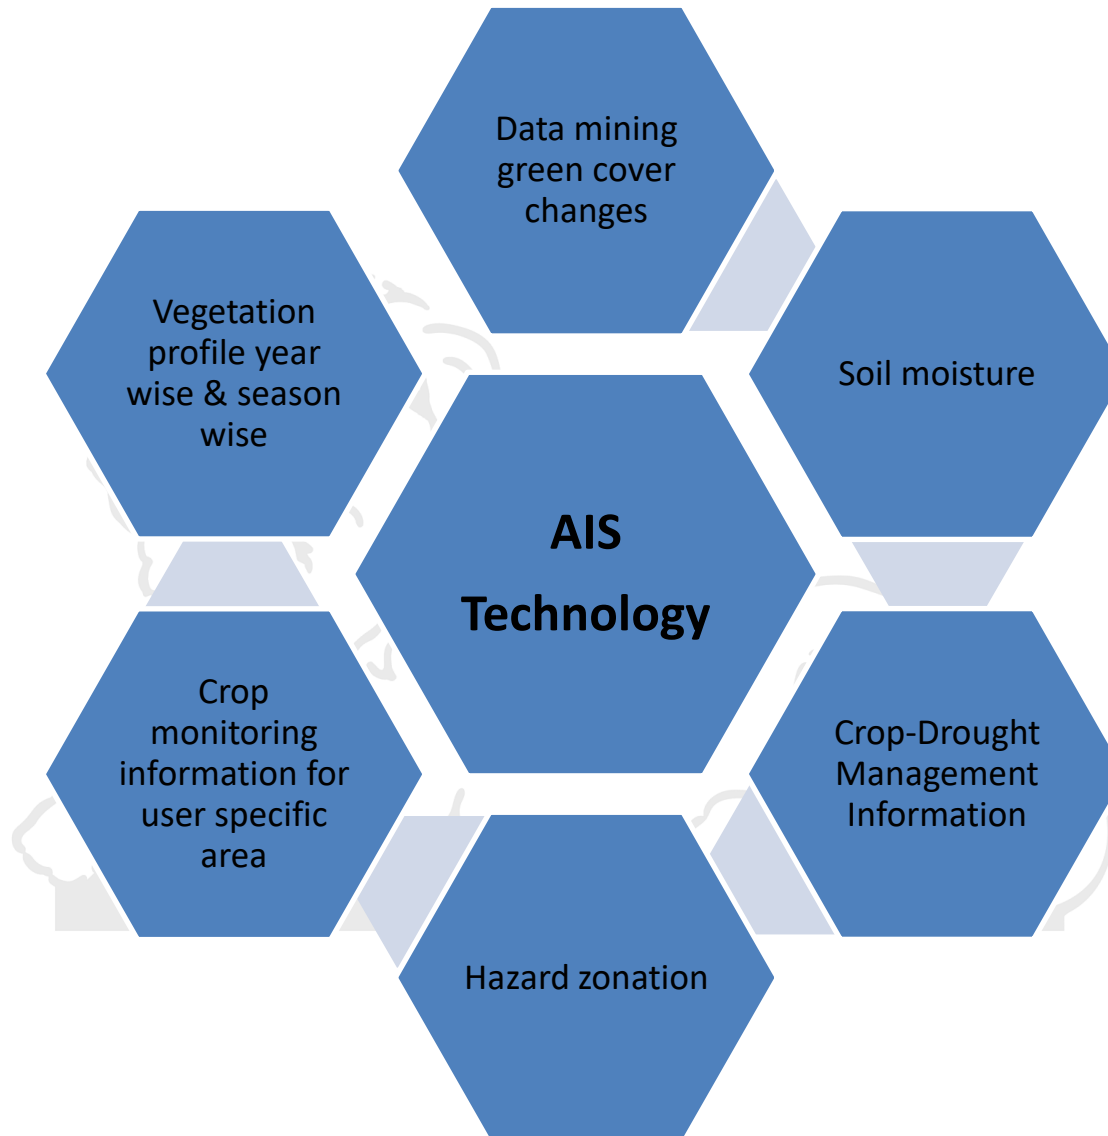 Data mining
green cover
changes
Vegetation
profile year
wise & season
wise
Soil moisture
AIS
Technology
Crop
monitoring
information for
user specific
area
Crop-Drought
Management
Information
Hazard zonation